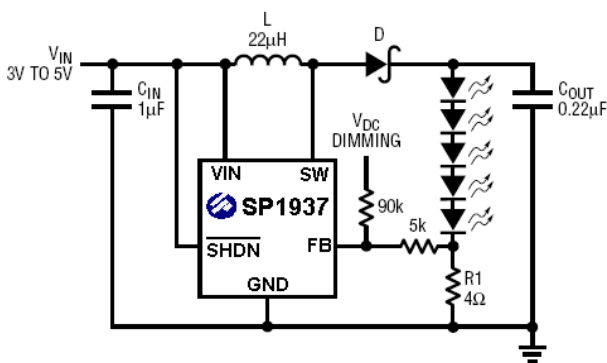 L
22μH
D
VIN
3V TO 5V
CIN
1μF
COUT
0.22μF
VDC
DIMMING
VIN
SW
90k
SP1937
5k
SHDN
FB
GND
R1
4Ω